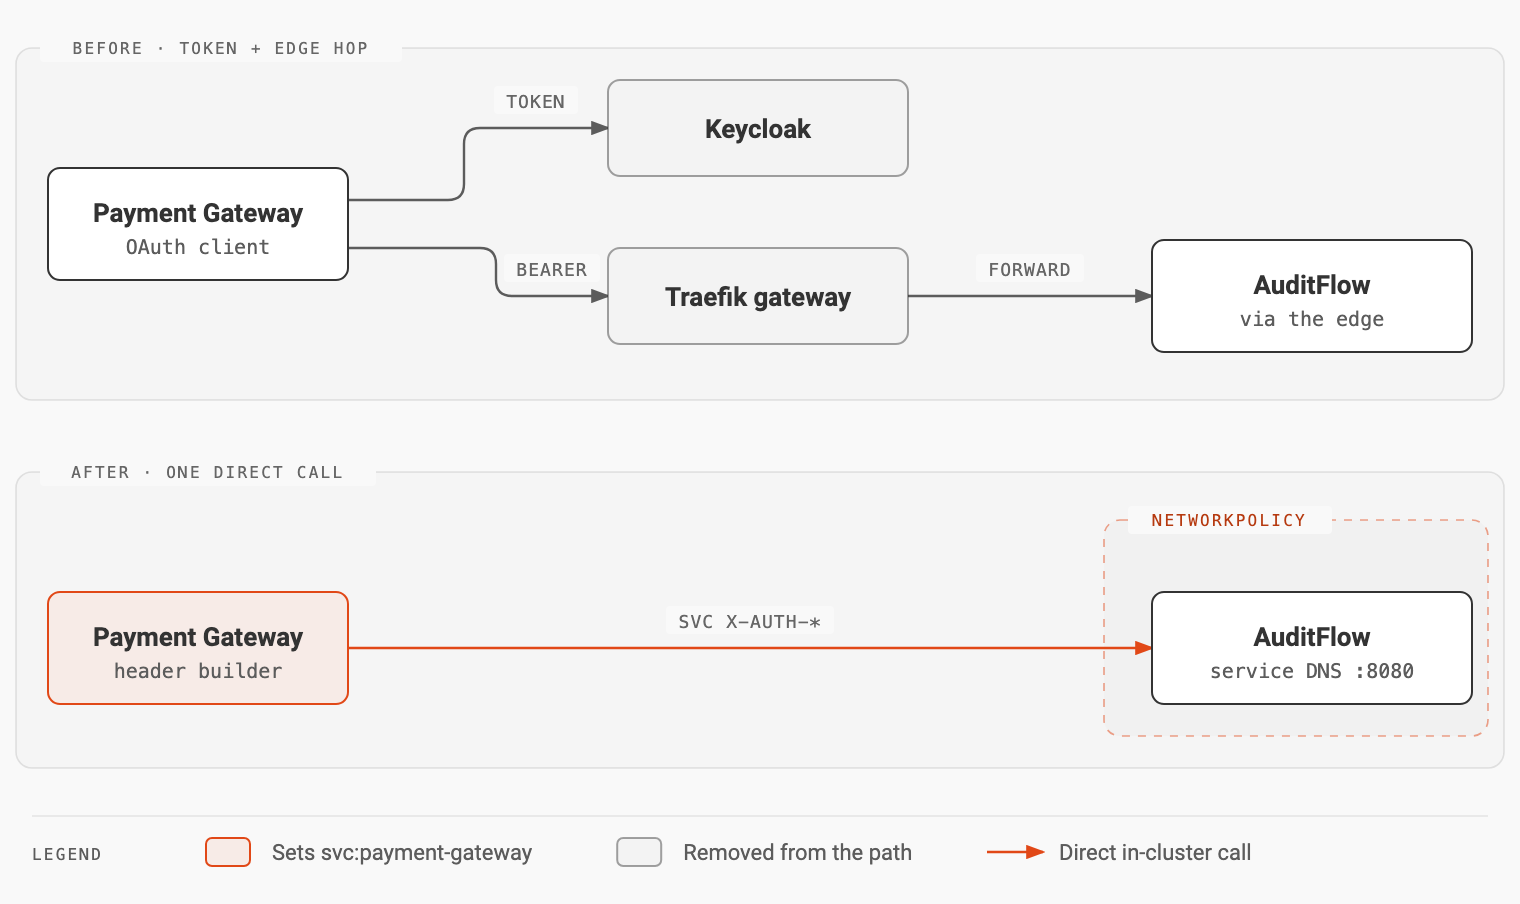 BEFORE · TOKEN + EDGE HOP
TOKEN
Keycloak
Payment Gateway
OAuth client
BEARER
Traefik gateway
FORWARD
AuditFlow
via the edge
AFTER · ONE DIRECT CALL
NETWORKPOLICY
Payment Gateway
header builder
SVC X-AUTH-*
AuditFlow
service DNS :8080
LEGEND
Sets svc:payment-gateway
Removed from the path
Direct in-cluster call